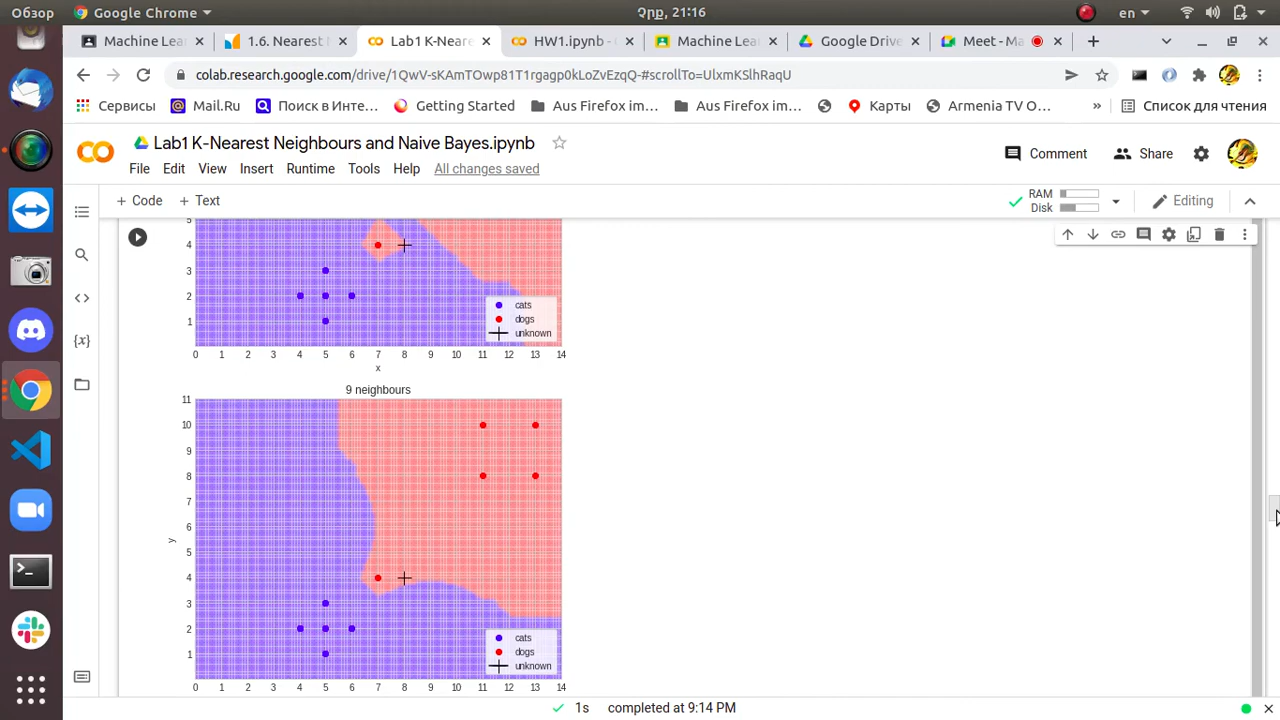 Обзор Google Chrome Չրք, 21:16 en
Machine Lea 1.6. Nearest N Lab1 K-Neare HW1.ipynb - C Machine Lea Google Drive Meet - Ma
colab.research.google.com/drive/1QwV-sKAmTOwp81T1rgagp0kLoZvEzqQ-#scrollTo=UlxmKSlhRaqU
Сервисы Mail.Ru Поиск в Инте... Getting Started Aus Firefox im... Aus Firefox im... Карты Armenia TV O... » Список для чтения
Lab1 K-Nearest Neighbours and Naive Bayes.ipynb
File Edit View Insert Runtime Tools Help All changes saved
Comment Share
+ Code + Text
RAM
Disk
Editing
5
4
3
2
1
cats
dogs
unknown
0 1 2 3 4 5 6 7 8 9 10 11 12 13 14
x
9 neighbours
11
10
9
8
7
6
y
5
4
3
2
1
cats
dogs
unknown
0 1 2 3 4 5 6 7 8 9 10 11 12 13 14
1s completed at 9:14 PM